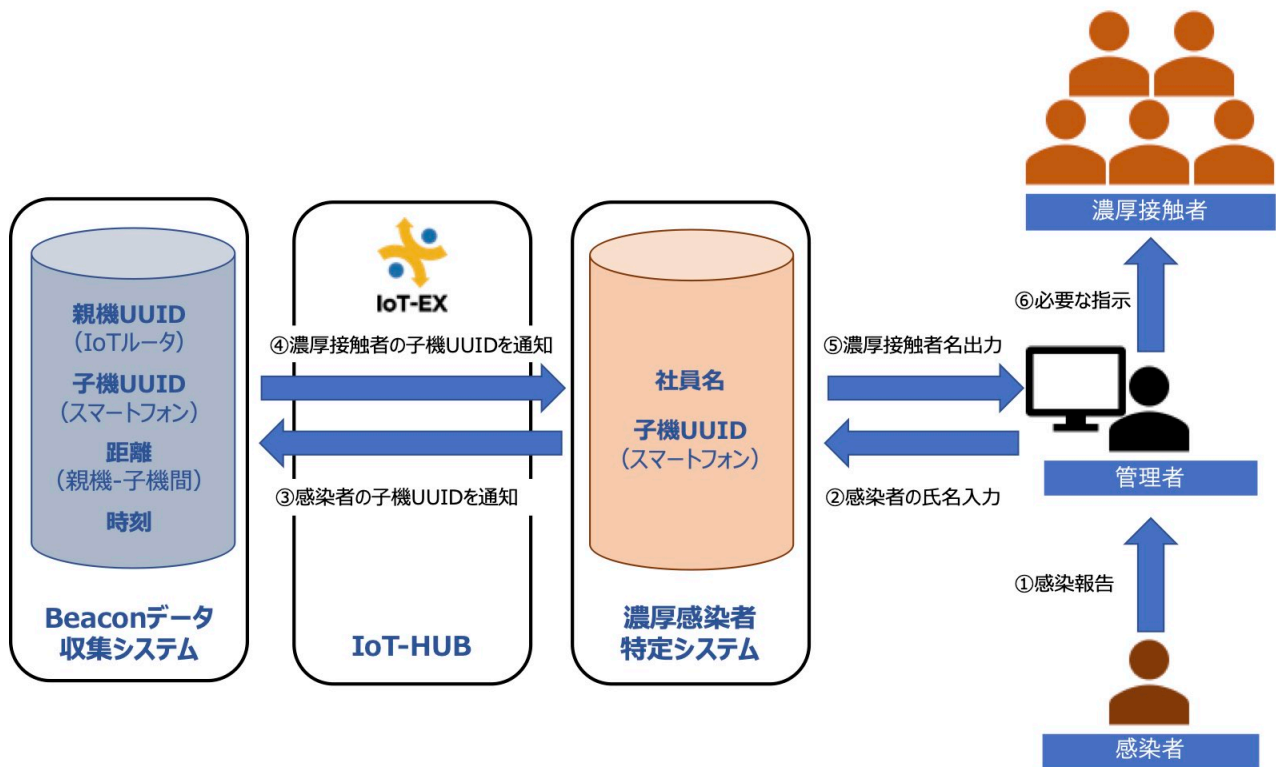 濃厚接触者
⑥必要な指示
親機UUID
（IoTルータ）
子機UUID
（スマートフォン）
距離
（親機-子機間）
時刻
Beaconデータ
収集システム
IoT-EX
④濃厚接触者の子機UUIDを通知
③感染者の子機UUIDを通知
IoT-HUB
社員名
子機UUID
（スマートフォン）
濃厚感染者
特定システム
⑤濃厚接触者名出力
②感染者の氏名入力
管理者
①感染報告
感染者